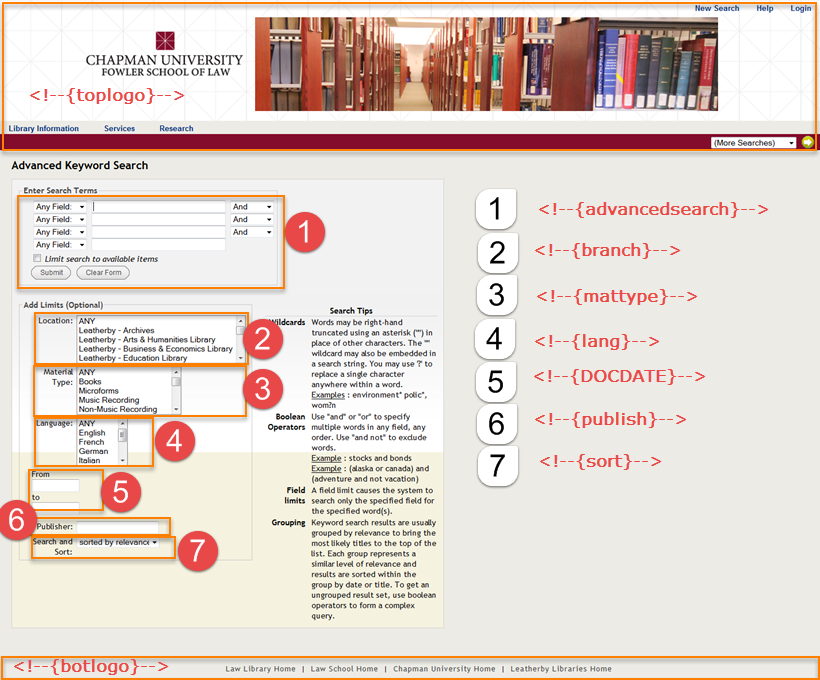 New Search Help Login
CHAPMAN UNIVERSITY
FOWLER SCHOOL OF LAW
<!--{toplogo}-->
Library Information Services Research
(More Searches)
Advanced Keyword Search
Enter Search Terms
Any Field: And
Any Field: And
Any Field: And
Any Field:
Limit search to available items
Submit Clear Form
1
Add Limits (Optional)
Location: ANY
Leatherby - Archives
Leatherby - Arts & Humanities Library
Leatherby - Business & Economics Library
Leatherby - Education Library
2
Material Type: ANY
Books
Microforms
Music Recording
Non-Music Recording
3
Language: ANY
English
French
German
Italian
4
From
to
5
6
Publisher:
Search and Sort: sorted by relevance
7
Search Tips
Wildcards Words may be right-hand
truncated using an asterisk ("") in
place of other characters. The ""
wildcard may also be embedded in
a search string. You may use '?' to
replace a single character
anywhere within a word.
Examples : environment" polic",
wom?n
Boolean Operators Use "and" or "or" to specify
multiple words in any field, any
order. Use "and not" to exclude
words.
Example : stocks and bonds
Example : (alaska or canada) and
(adventure and not vacation)
Field limits A field limit causes the system to
search only the specified field for
the specified word(s).
Grouping Keyword search results are usually
grouped by relevance to bring the
most likely titles to the top of
the list. Each group represents a
similar level of relevance and
results are sorted within the
group by date or title. To get an
ungrouped result set, use boolean
operators to form a complex
query.
1 <!--{advancedsearch}-->
2 <!--{branch}-->
3 <!--{mattype}-->
4 <!--{lang}-->
5 <!--{DOCDATE}-->
6 <!--{publish}-->
7 <!--{sort}-->
<!--{botlogo}-->
Law Library Home | Law School Home | Chapman University Home | Leatherby Libraries Home